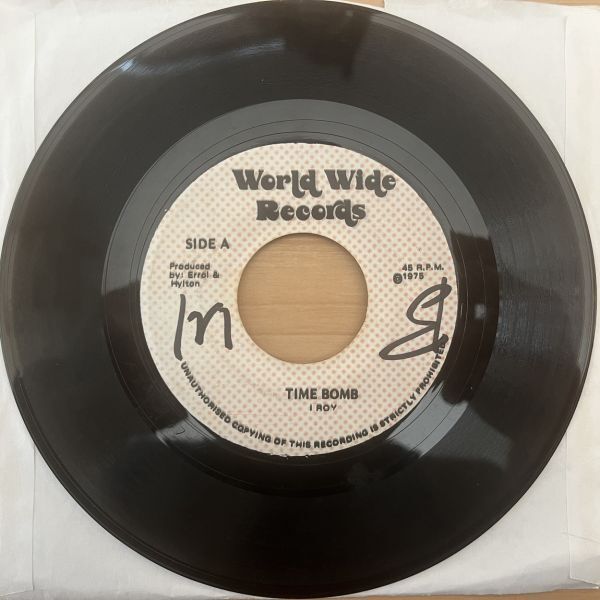 World Wide
Records
SIDE A
Produced
by: Errol &
Hylton
45 R.P.M.
℗1975
TIME BOMB
I ROY
UNAUTHORISED COPYING OF THIS RECORDING IS STRICTLY PROHIBITED